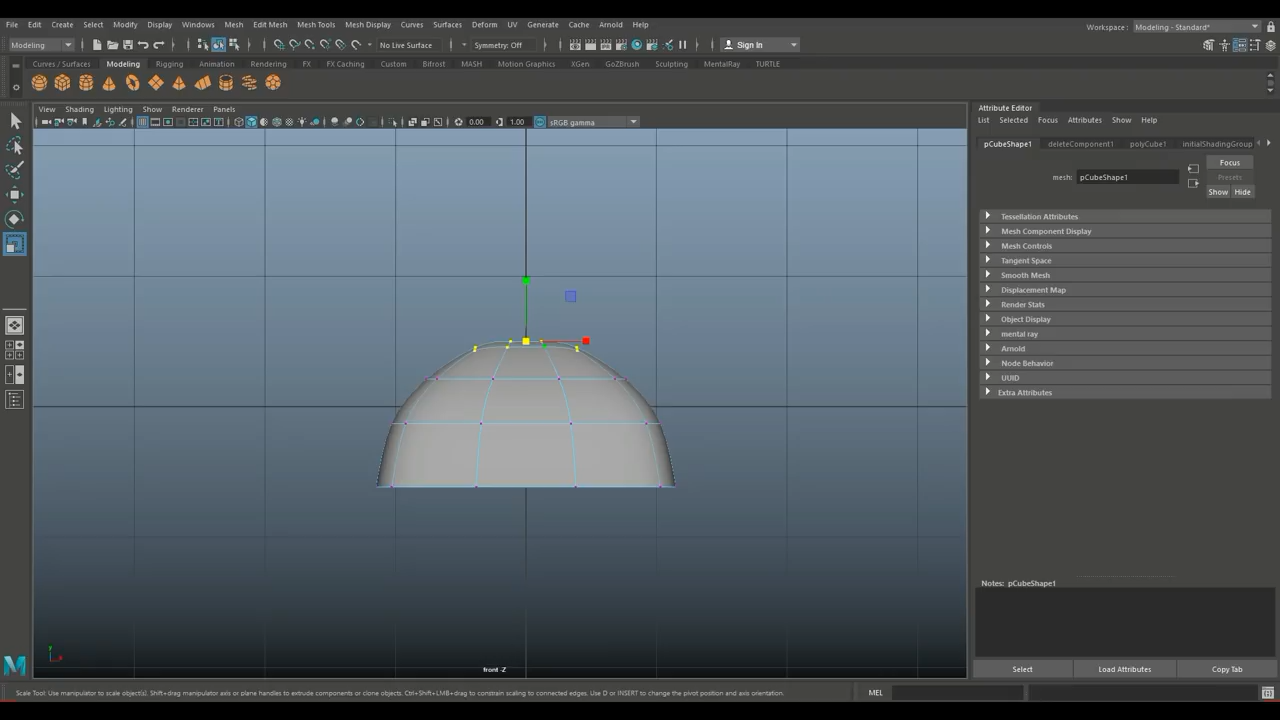 File Edit Create Select Modify Display Windows Mesh Edit Mesh Mesh Tools Mesh Display Curves Surfaces Deform UV Generate Cache Arnold Help
Workspace : Modeling - Standard*
Modeling
No Live Surface
Symmetry: Off
Sign In
Curves / Surfaces Modeling Rigging Animation Rendering FX FX Caching Custom Bifrost MASH Motion Graphics XGen GoZBrush Sculpting MentalRay TURTLE
View Shading Lighting Show Renderer Panels
0.00 1.00 sRGB gamma
front -Z
Attribute Editor
List Selected Focus Attributes Show Help
pCubeShape1 deleteComponent1 polyCube1 initialShadingGroup
mesh: pCubeShape1
Focus
Presets
Show Hide
Tessellation Attributes
Mesh Component Display
Mesh Controls
Tangent Space
Smooth Mesh
Displacement Map
Render Stats
Object Display
mental ray
Arnold
Node Behavior
UUID
Extra Attributes
Notes: pCubeShape1
Select Load Attributes Copy Tab
Scale Tool: Use manipulator to scale object(s). Shift+drag manipulator axis or plane handles to extrude components or clone objects. Ctrl+Shift+LMB+drag to constrain scaling to connected edges. Use D or INSERT to change the pivot position and axis orientation.
MEL